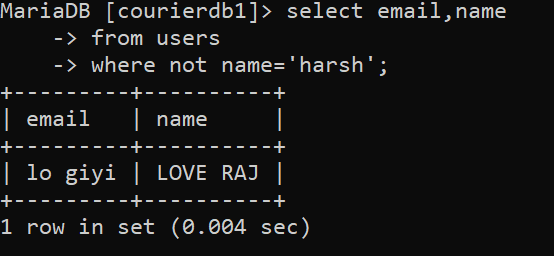 MariaDB [courierdb1]> select email,name
    -> from users
    -> where not name='harsh';
+---------+----------+
| email   | name     |
+---------+----------+
| lo giyi | LOVE RAJ |
+---------+----------+
1 row in set (0.004 sec)